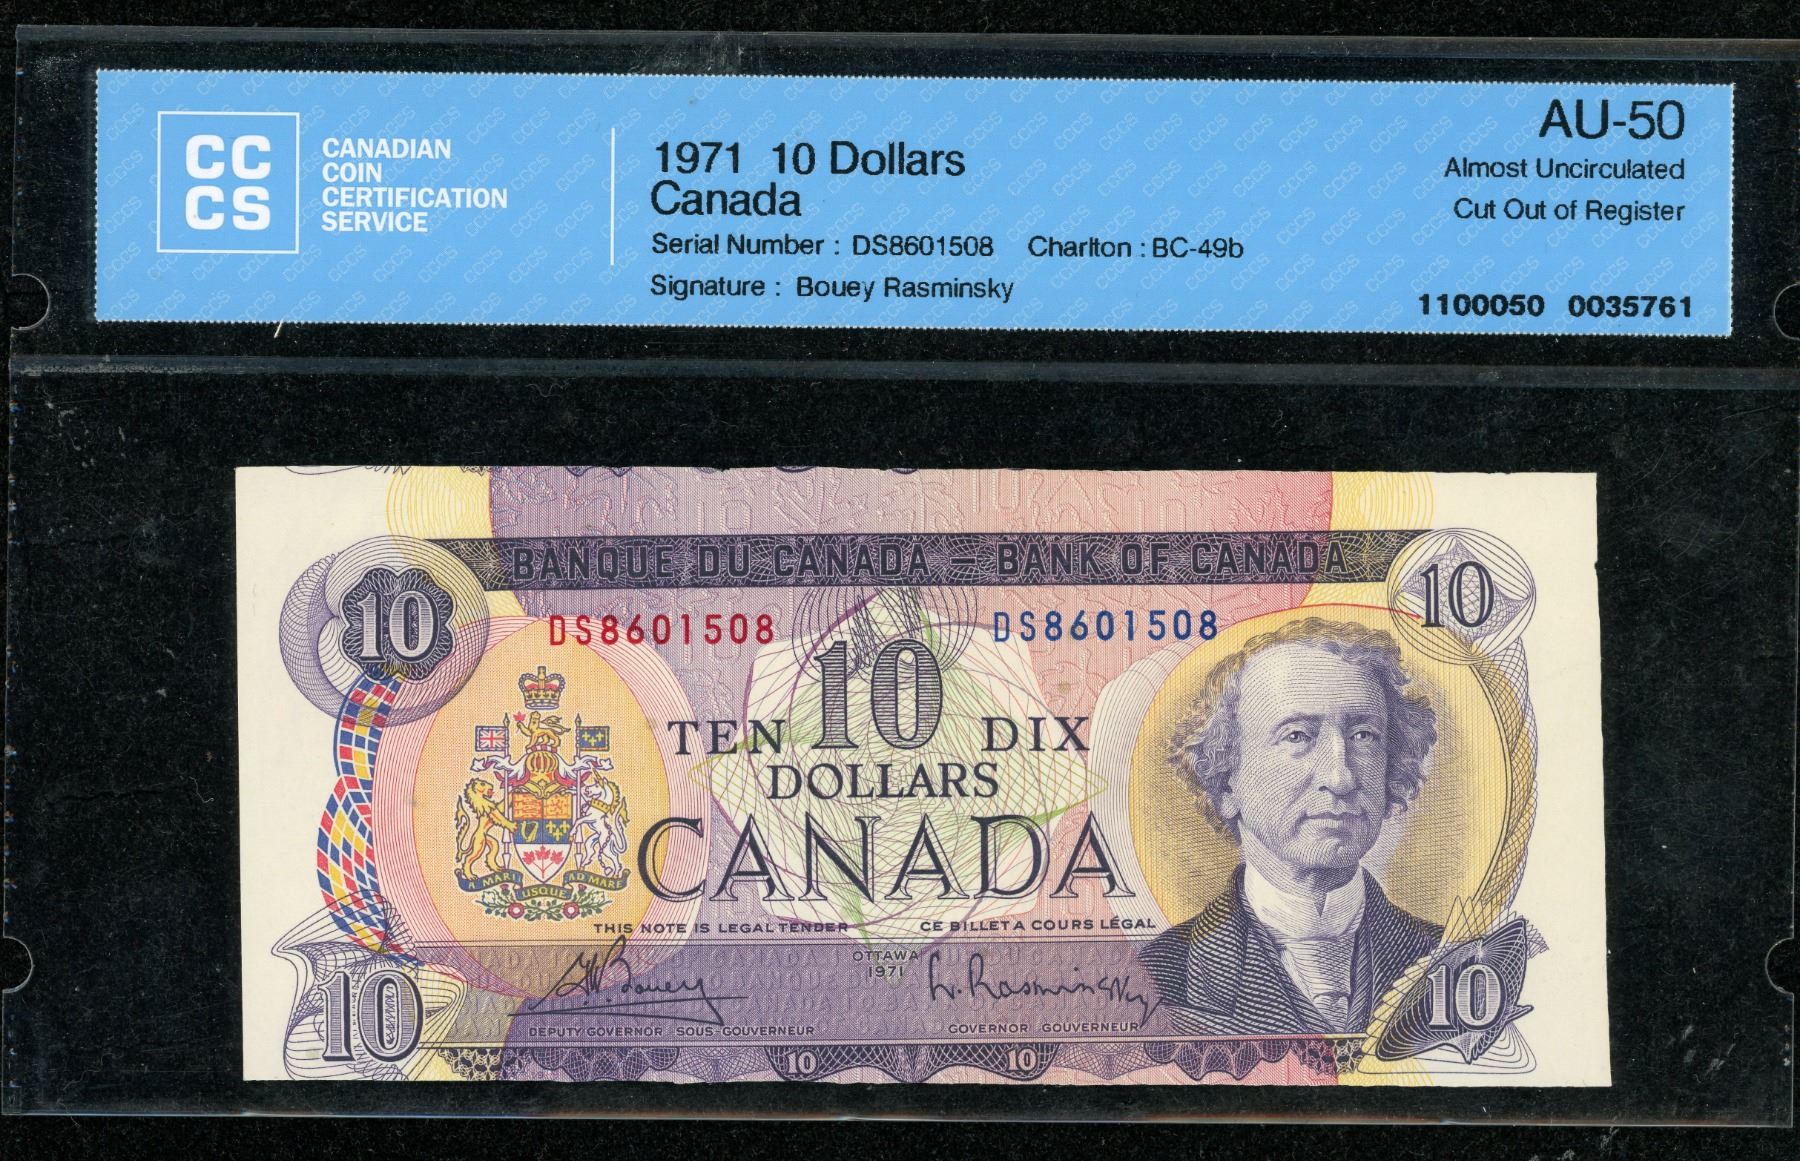 CC
CS
CANADIAN
COIN
CERTIFICATION
SERVICE
1971 10 Dollars
Canada
Serial Number : DS8601508 Charlton : BC-49b
Signature : Bouey Rasminsky
AU-50
Almost Uncirculated
Cut Out of Register
1100050 0035761
BANQUE DU CANADA – BANK OF CANADA
10
10
DS8601508
DS8601508
10
TEN
DIX
DOLLARS
CANADA
A MARI USQUE AD MARE
THIS NOTE IS LEGAL TENDER
CE BILLET A COURS LÉGAL
OTTAWA
1971
L. Rasminsky
DEPUTY GOVERNOR SOUS-GOUVERNEUR
GOVERNOR GOUVERNEUR
10
10
10
10